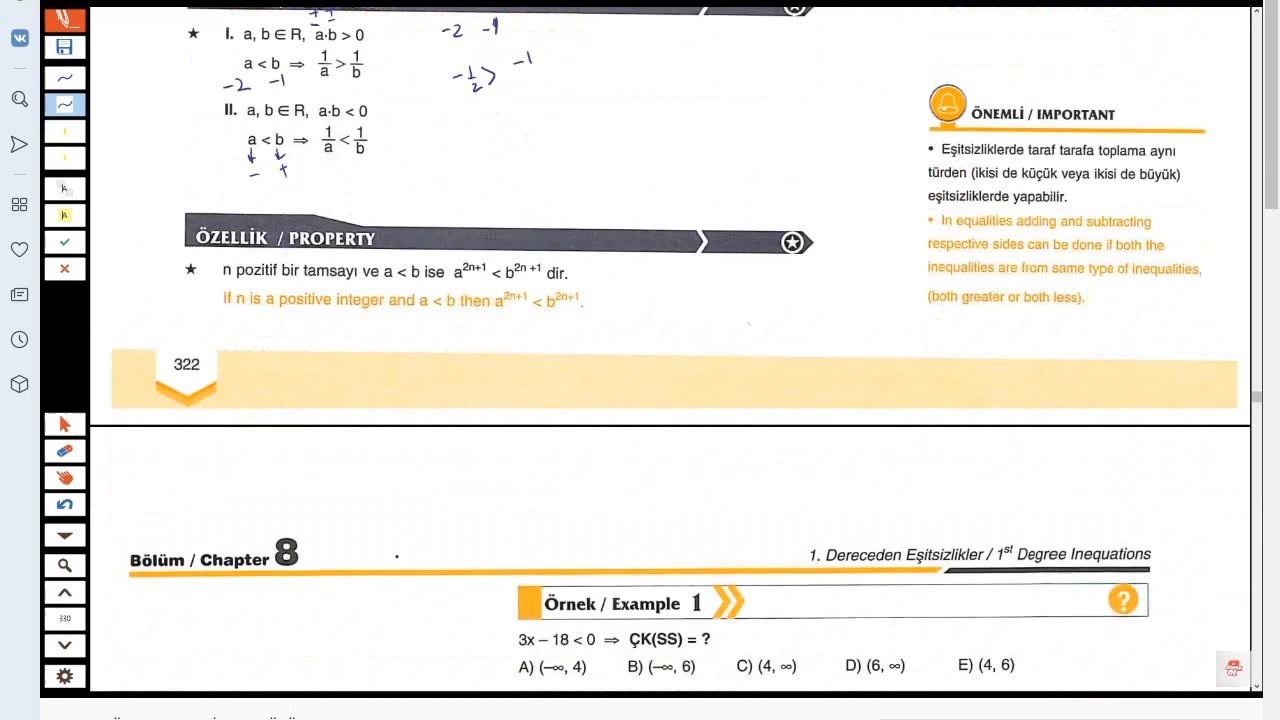 ★ I. a, b ∈ R, a·b > 0
a < b ⇒ 1/a > 1/b
-2 -1
-2 -1
-1/2 > -1
II. a, b ∈ R, a·b < 0
a < b ⇒ 1/a < 1/b
- +
ÖNEMLİ / IMPORTANT
• Eşitsizliklerde taraf tarafa toplama aynı
türden (ikisi de küçük veya ikisi de büyük)
eşitsizliklerde yapabilir.
• In equalities adding and subtracting
respective sides can be done if both the
inequalities are from same type of inequalities,
(both greater or both less).
ÖZELLİK / PROPERTY
★ n pozitif bir tamsayı ve a < b ise a²ⁿ⁺¹ < b²ⁿ⁺¹ dir.
If n is a positive integer and a < b then a²ⁿ⁺¹ < b²ⁿ⁺¹.
322
Bölüm / Chapter 8
1. Dereceden Eşitsizlikler / 1st Degree Inequations
Örnek / Example 1
3x – 18 < 0 ⇒ ÇK(SS) = ?
A) (–∞, 4) B) (–∞, 6) C) (4, ∞) D) (6, ∞) E) (4, 6)
330